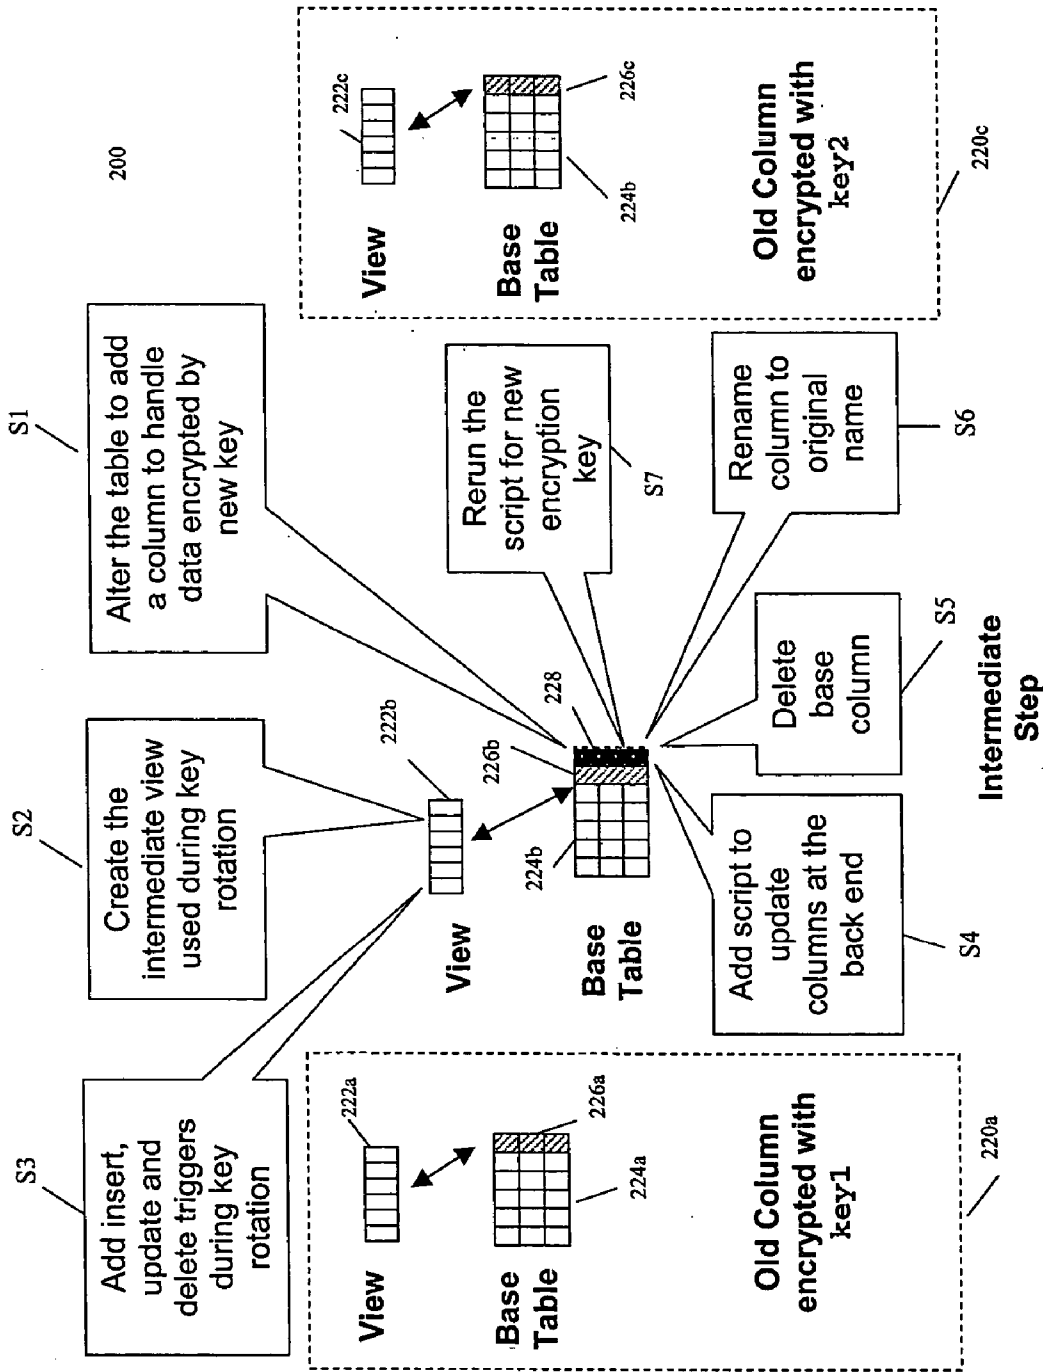 200
S3
S2
S1
Add insert,
update and
delete triggers
during key
rotation
Create the
intermediate view
used during key
rotation
Alter the table to add
a column to handle
data encrypted by
new key
222a
View
226a
Base
Table
224a
Old Column
encrypted with
key1
220a
222b
View
226b
228
224b
Base
Table
Rerun the
script for new
encryption
key
S7
Add script to
update
columns at the
back end
S4
Delete
base
column
S5
Rename
column to
original
name
S6
Intermediate
Step
222c
View
226c
Base
Table
224b
Old Column
encrypted with
key2
220c